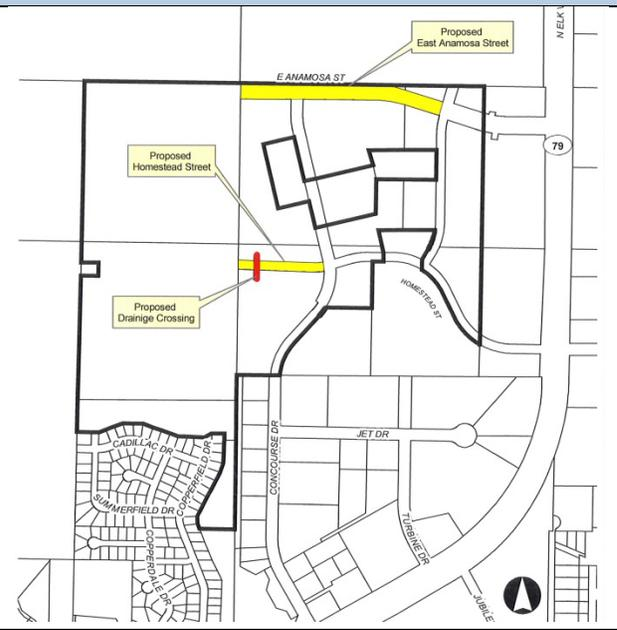 Proposed
East Anamosa Street
N ELK V
E ANAMOSA ST
79
Proposed
Homestead Street
HOMESTEAD ST
Proposed
Drainige Crossing
CADILLAC DR
COPPERFIELD DR
SUMMERFIELD DR
COPPERDALE DR
CONCOURSE DR
JET DR
TURBINE DR
JUBILE